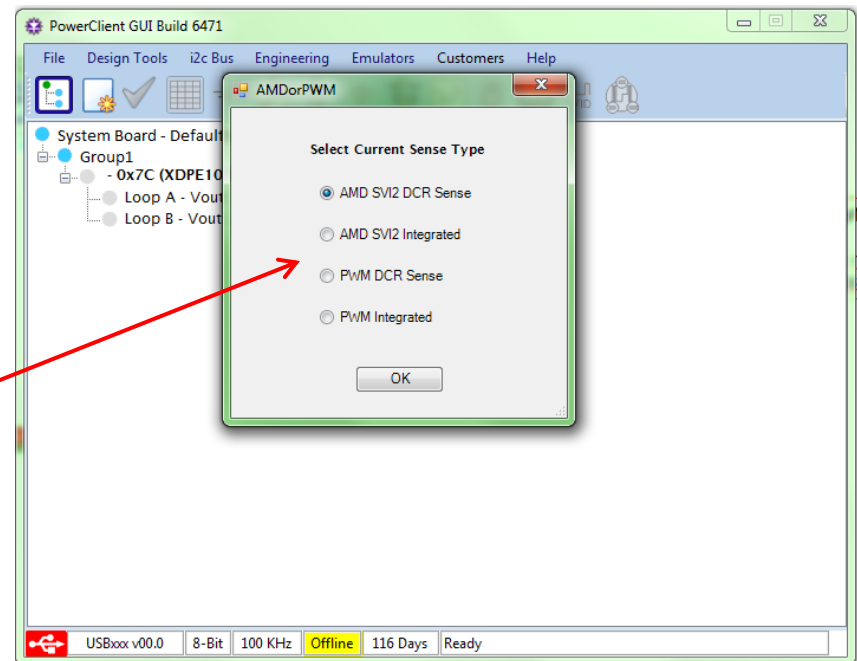 PowerClient GUI Build 6471
File Design Tools i2c Bus Engineering Emulators Customers Help
AMDorPWM
System Board - Default
Group1
- 0x7C (XDPE10
Loop A - Vout
Loop B - Vout
Select Current Sense Type
AMD SVI2 DCR Sense
AMD SVI2 Integrated
PWM DCR Sense
PWM Integrated
OK
USBxxx v00.0 8-Bit 100 KHz Offline 116 Days Ready